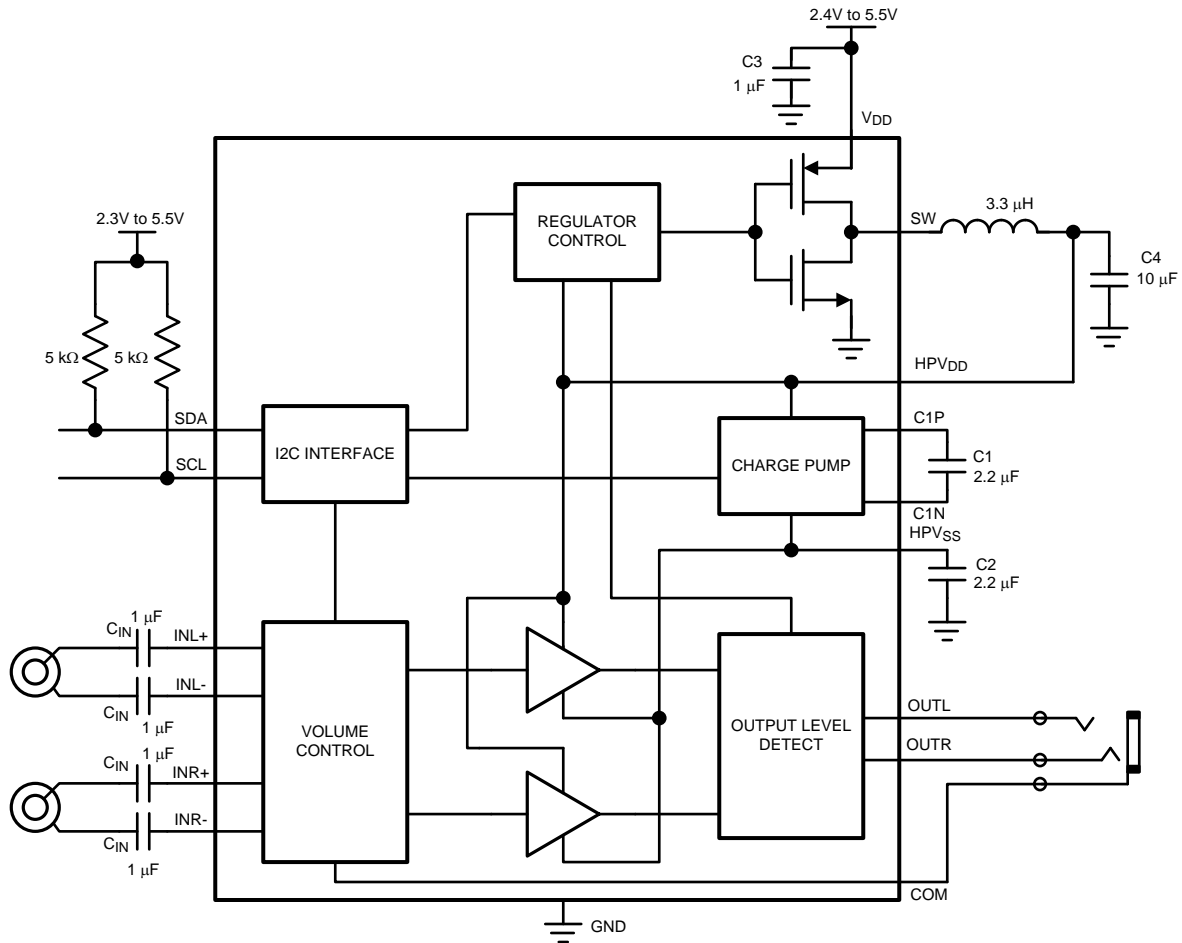 2.4V to 5.5V
C3
1 μF
VDD
2.3V to 5.5V
REGULATOR
CONTROL
SW
3.3 μH
C4
10 μF
5 kΩ
5 kΩ
HPVDD
SDA
SCL
I2C INTERFACE
CHARGE PUMP
C1P
C1
2.2 μF
C1N
HPVSS
C2
2.2 μF
1 μF
CIN
INL+
INL-
CIN
1 μF
VOLUME
CONTROL
OUTPUT LEVEL
DETECT
OUTL
OUTR
1 μF
CIN
INR+
INR-
CIN
1 μF
COM
GND